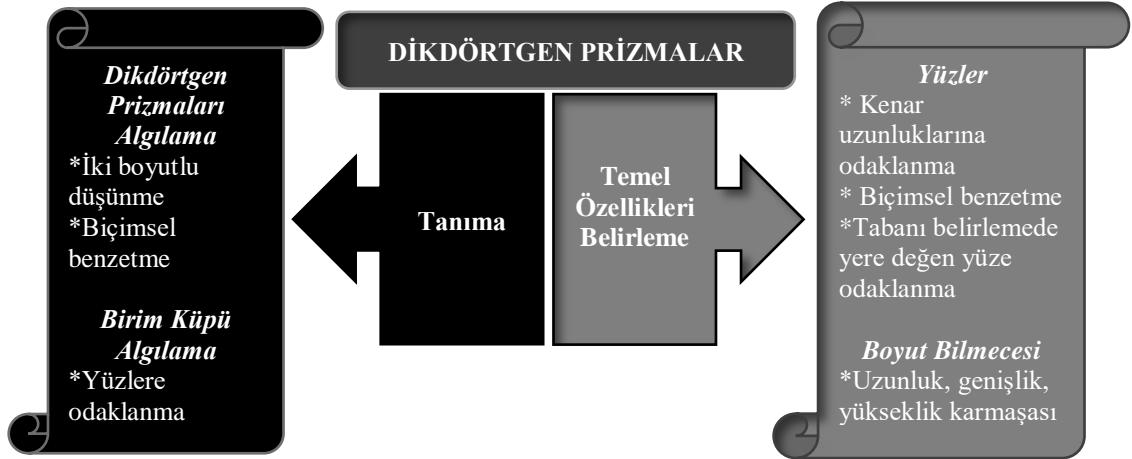 DİKDÖRTGEN PRİZMALAR
Dikdörtgen
Prizmaları
Algılama
*İki boyutlu
düşünme
*Biçimsel
benzetme
Birim Küpü
Algılama
*Yüzlere
odaklanma
Tanıma
Temel
Özellikleri
Belirleme
Yüzler
* Kenar
uzunluklarına
odaklanma
* Biçimsel benzetme
*Tabanı belirlemede
yere değen yüze
odaklanma
Boyut Bilmecesi
*Uzunluk, genişlik,
yükseklik karmaşası